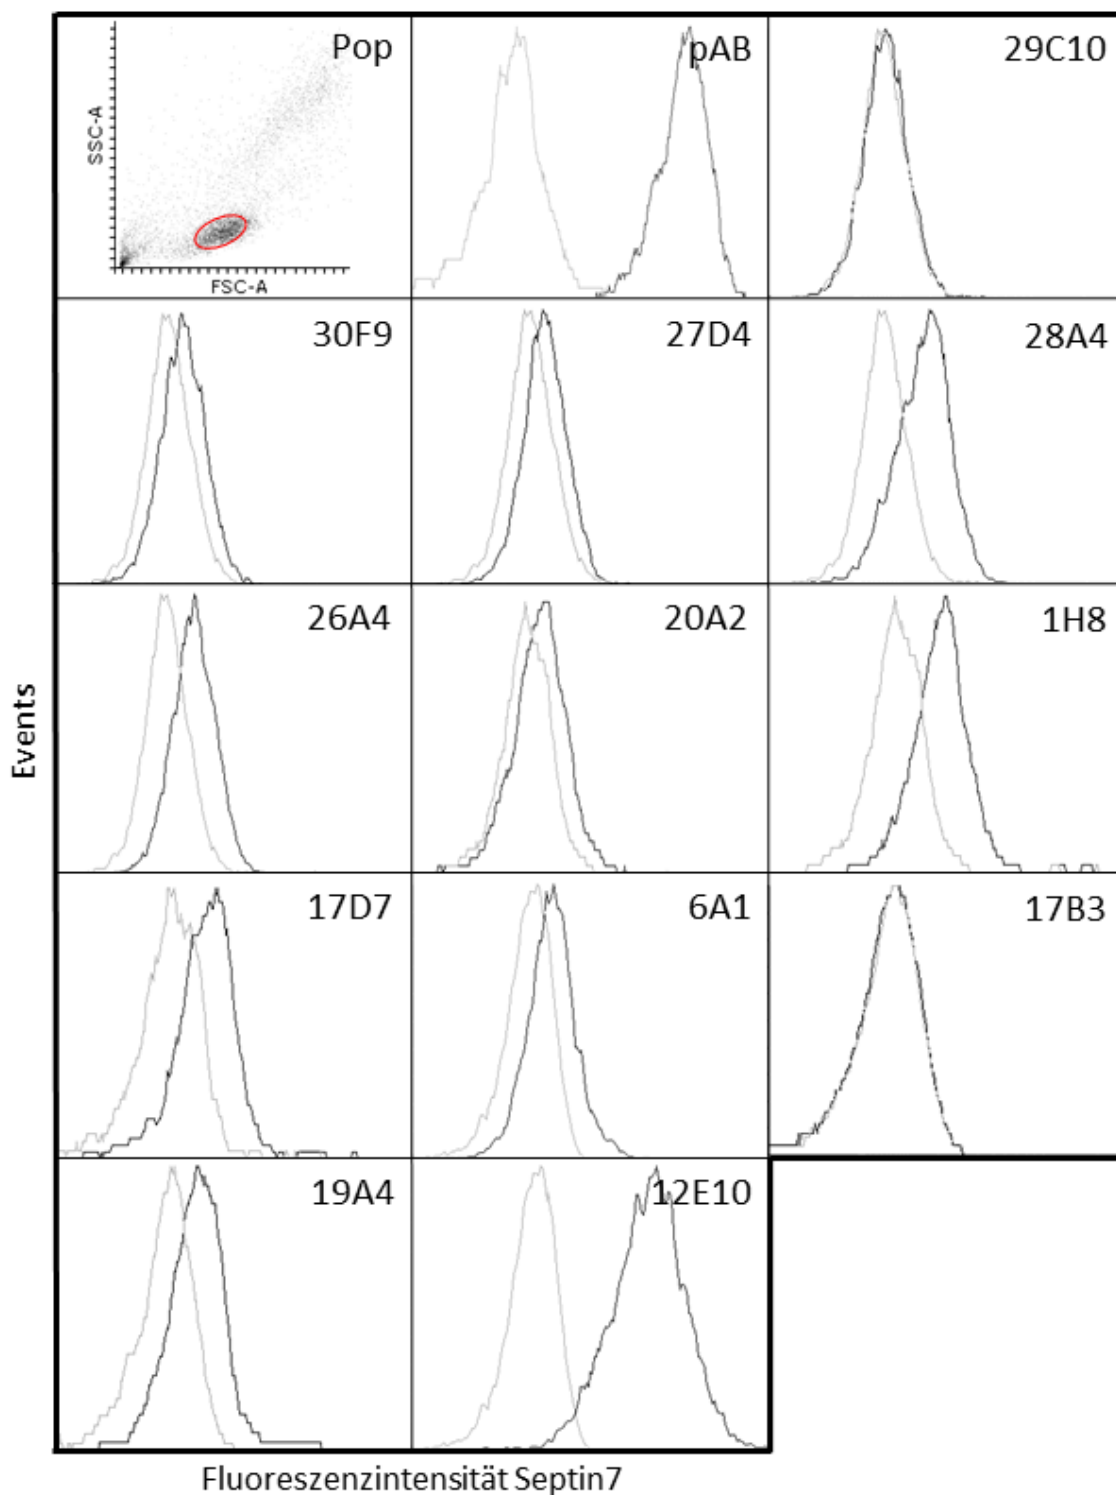 Pop
SSC-A
FSC-A
pAB
29C10
30F9
27D4
28A4
26A4
20A2
1H8
Events
17D7
6A1
17B3
19A4
12E10
Fluoreszenzintensität Septin7